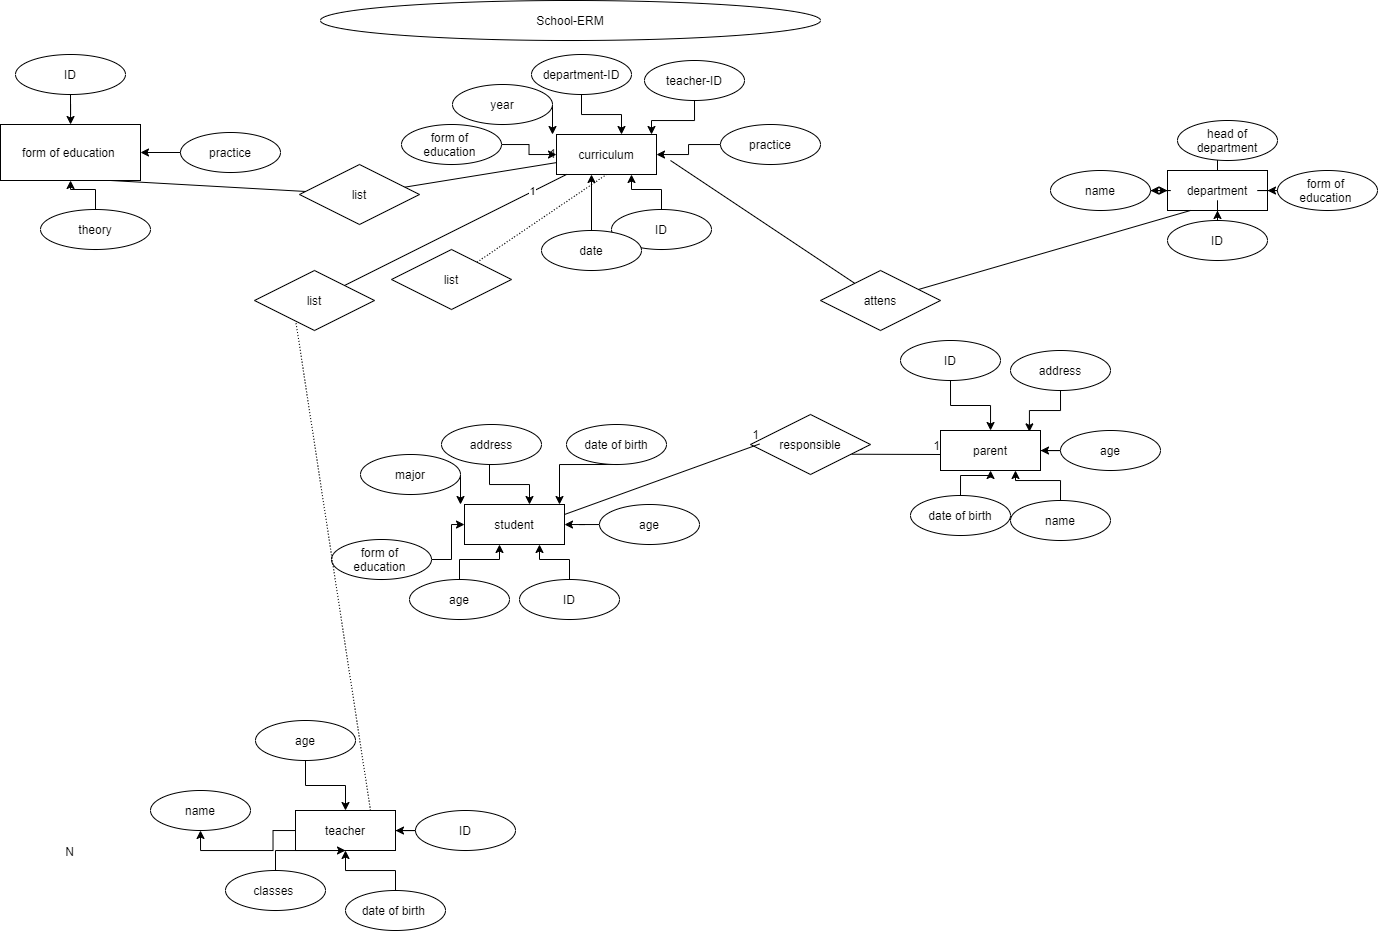 School-ERM
ID
department-ID
teacher-ID
year
form of
education
practice
form of education
practice
curriculum
head of
department
name
department
form of
education
list
1
theory
date
ID
ID
list
list
attens
ID
address
1
responsible
1
parent
age
address
date of birth
major
student
age
date of birth
name
form of
education
age
ID
age
name
teacher
ID
N
classes
date of birth